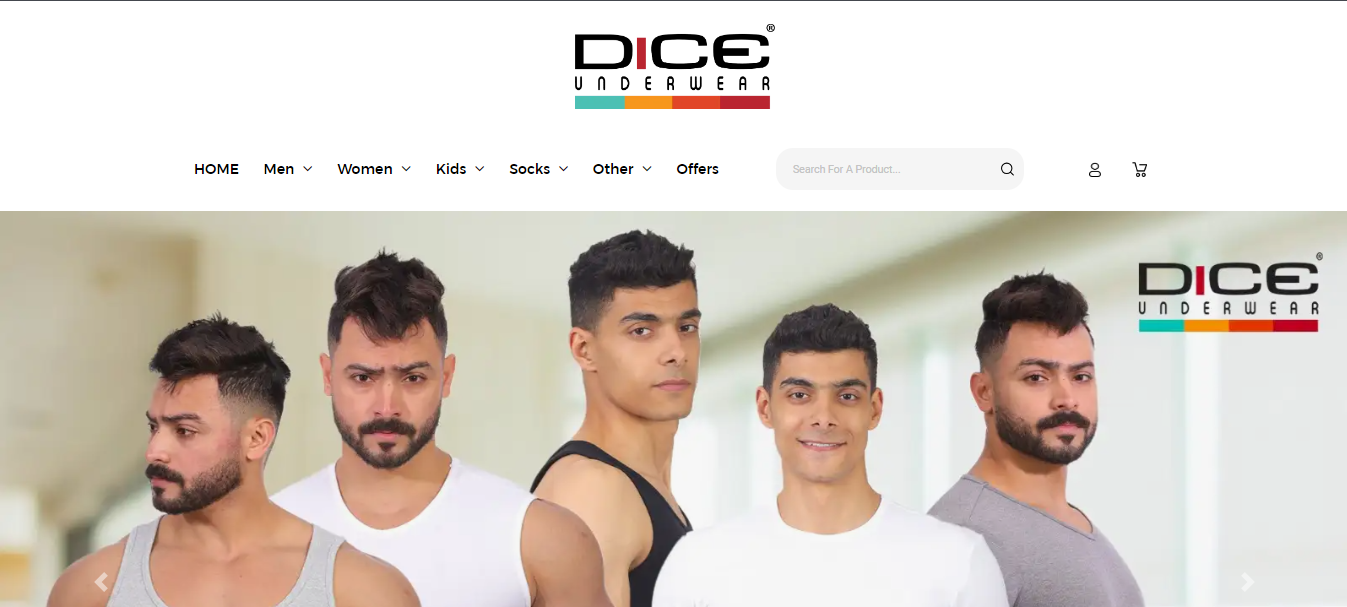 DICE®
UNDERWEAR
HOME Men Women Kids Socks Other Offers Search For A Product...
DICE®
UNDERWEAR